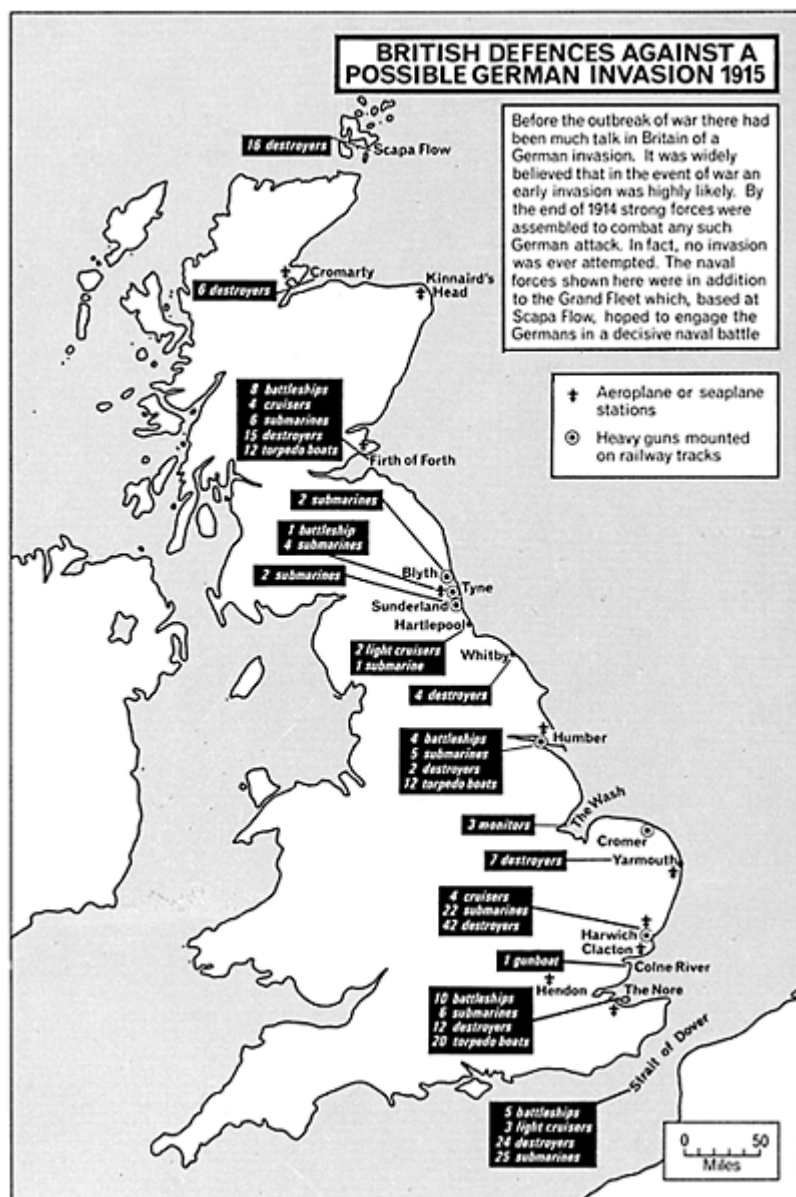 BRITISH DEFENCES AGAINST A
POSSIBLE GERMAN INVASION 1915
Before the outbreak of war there had
been much talk in Britain of a
German invasion. It was widely
believed that in the event of war an
early invasion was highly likely. By
the end of 1914 strong forces were
assembled to combat any such
German attack. In fact, no invasion
was ever attempted. The naval
forces shown here were in addition
to the Grand Fleet which, based at
Scapa Flow, hoped to engage the
Germans in a decisive naval battle
Aeroplane or seaplane
stations
Heavy guns mounted
on railway tracks
16 destroyers
Scapa Flow
Cromarly
6 destroyers
Kinnaird's
Head
8 battleships
4 cruisers
6 submarines
15 destroyers
12 torpedo boats
Firth of Forth
2 submarines
1 battleship
4 submarines
Blyth
Tyne
2 submarines
Sunderland
Hartlepool
2 light cruisers
1 submarine
Whitby
4 destroyers
Humber
4 battleships
5 submarines
2 destroyers
12 torpedo boats
The Wash
3 monitors
Cromer
7 destroyers
Yarmouth
4 cruisers
22 submarines
42 destroyers
Harwich
Clacton
1 gunboat
Colne River
Hendon
The Nore
10 battleships
6 submarines
12 destroyers
20 torpedo boats
Strait of Dover
5 battleships
3 light cruisers
24 destroyers
25 submarines
0 50
Miles